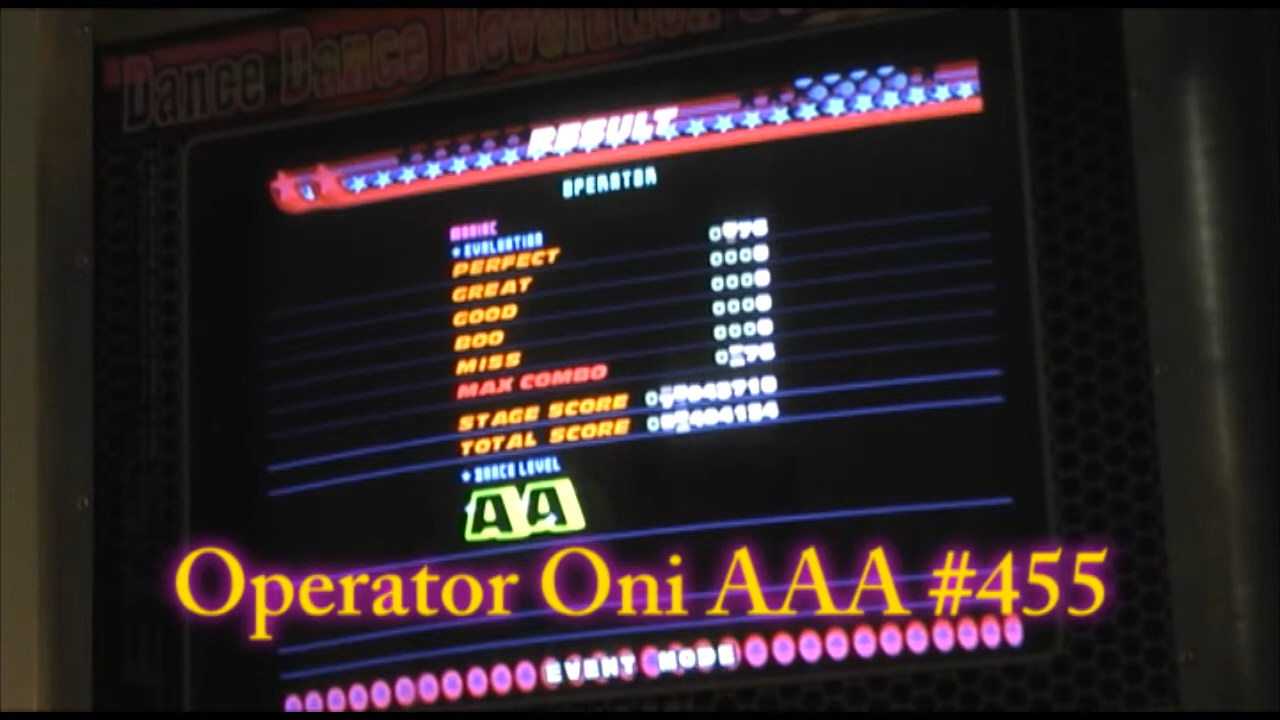 Dance Dance Revolution
RESULT
OPERATOR
MANIAC
EVALUATION
PERFECT
GREAT 0000
GOOD 0000
BOO 0000
MISS 0000
MAX COMBO
STAGE SCORE
TOTAL SCORE
DANCE LEVEL
AA
Operator Oni AAA #455
EVENT MODE